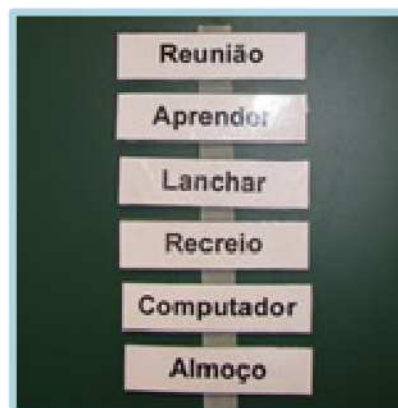 Reunião
Aprender
Lanchar
Recreio
Computador
Almoço